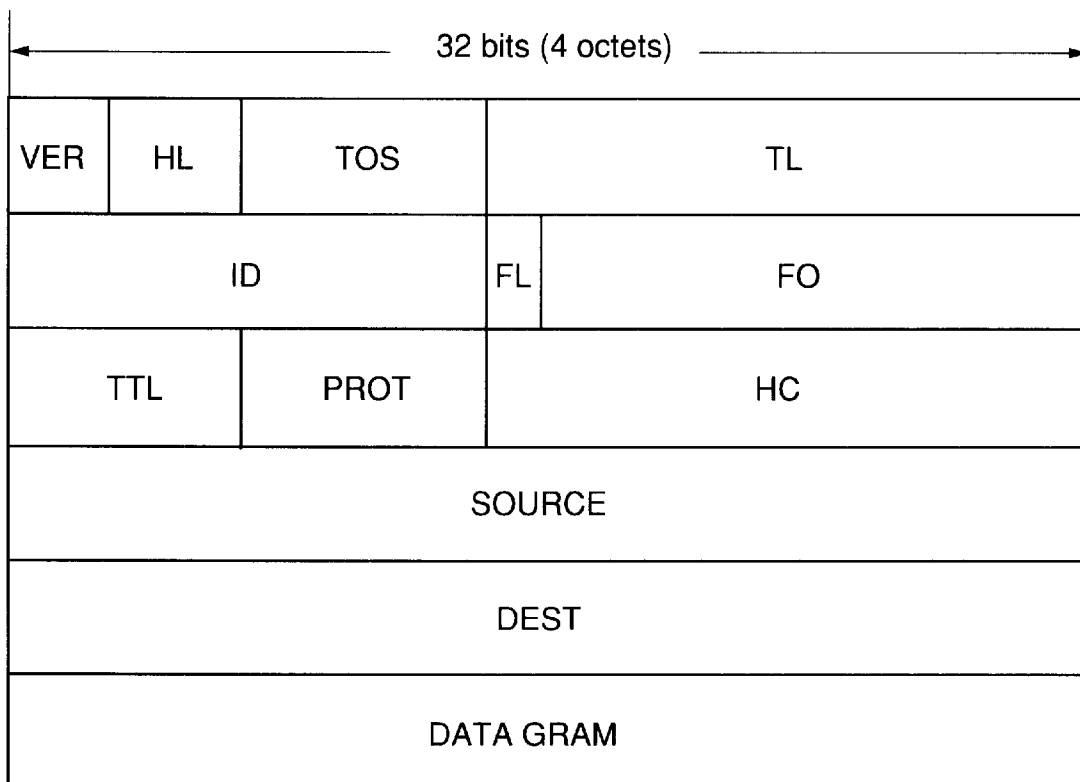 32 bits (4 octets)
VER HL TOS TL
ID FL FO
TTL PROT HC
SOURCE
DEST
DATA GRAM